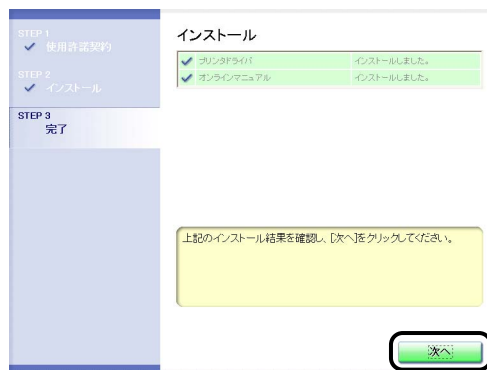 STEP 1
使用許諾契約
STEP 2
インストール
STEP 3
完了
インストール
プリンタドライバ インストールしました。
オンラインマニュアル インストールしました。
上記のインストール結果を確認し、[次へ]をクリックしてください。
次へ